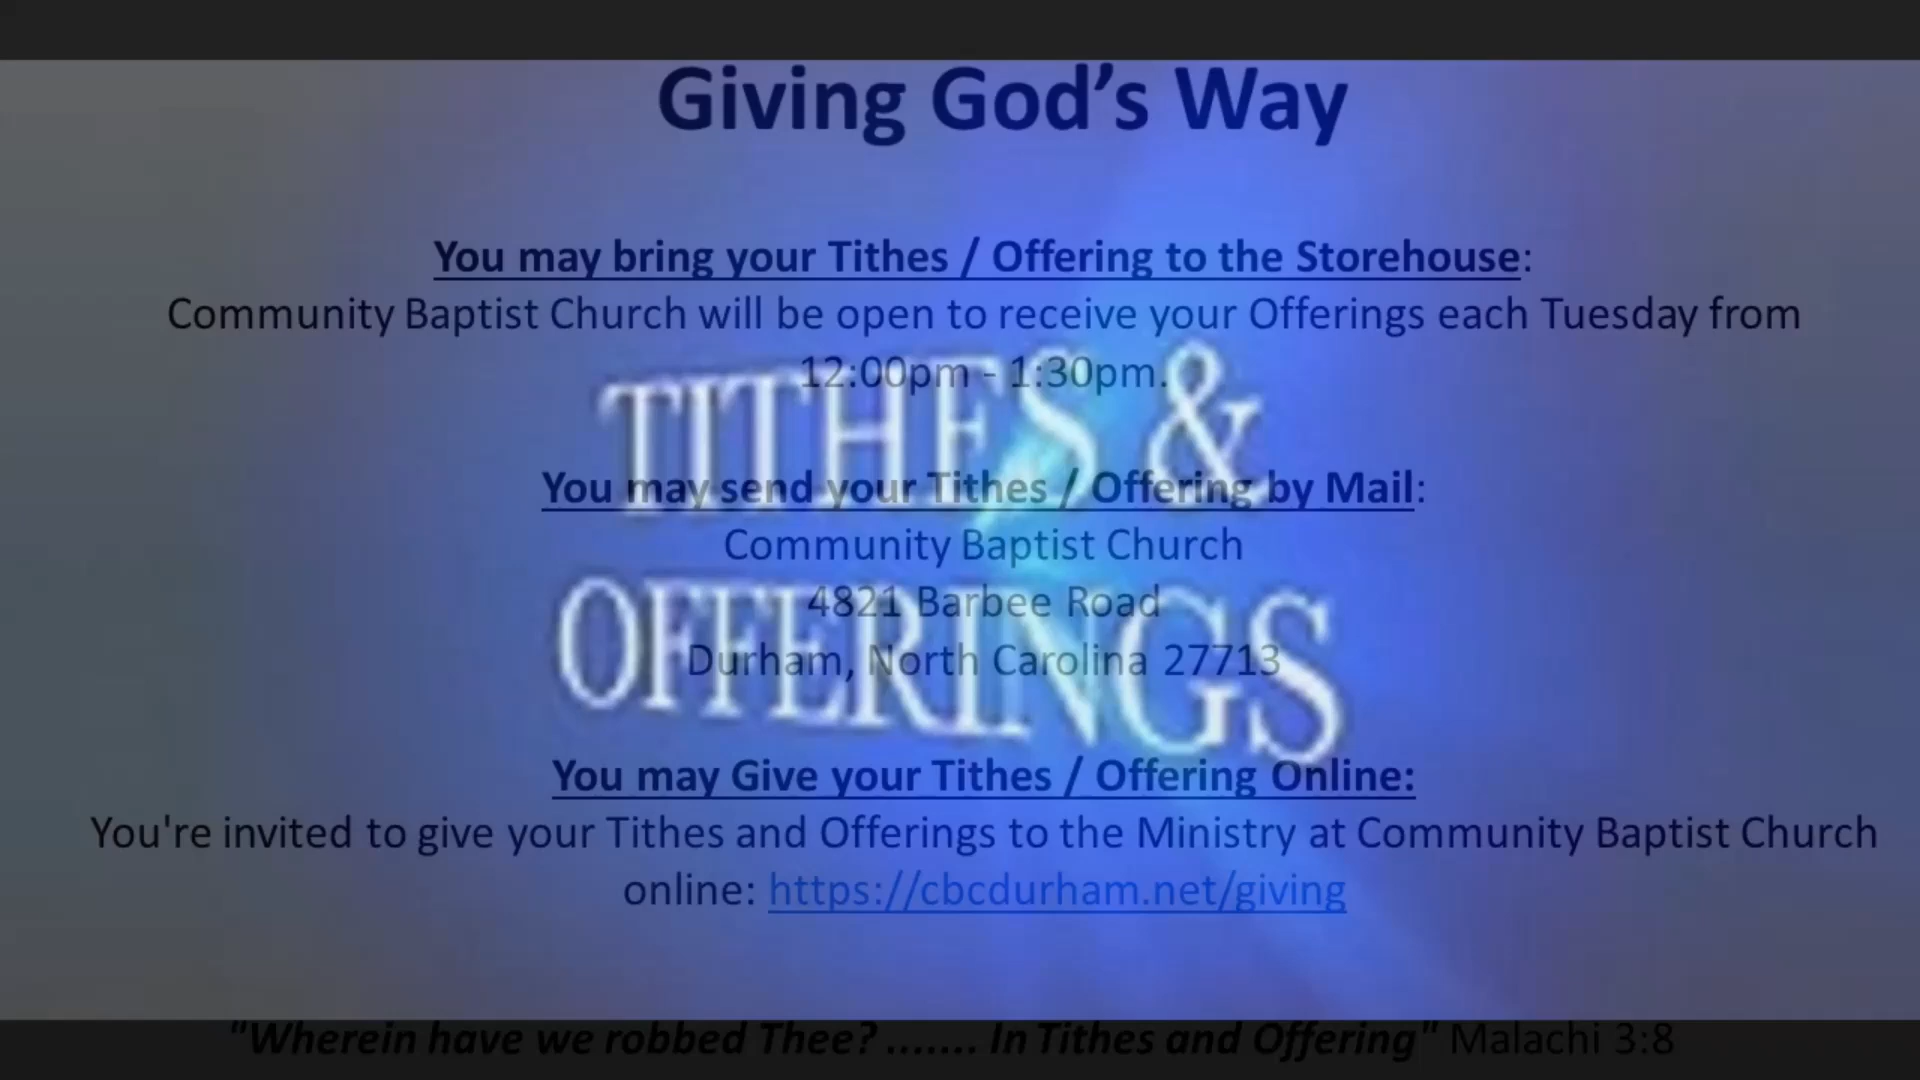 Giving God’s Way
You may bring your Tithes / Offering to the Storehouse:
Community Baptist Church will be open to receive your Offerings each Tuesday from
12:00pm - 1:30pm.
TITHES &
You may send your Tithes / Offering by Mail:
Community Baptist Church
4821 Barbee Road
OFFERINGS
Durham, North Carolina 27713
You may Give your Tithes / Offering Online:
You're invited to give your Tithes and Offerings to the Ministry at Community Baptist Church
online: https://cbcdurham.net/giving
"Wherein have we robbed Thee? ....... In Tithes and Offering" Malachi 3:8